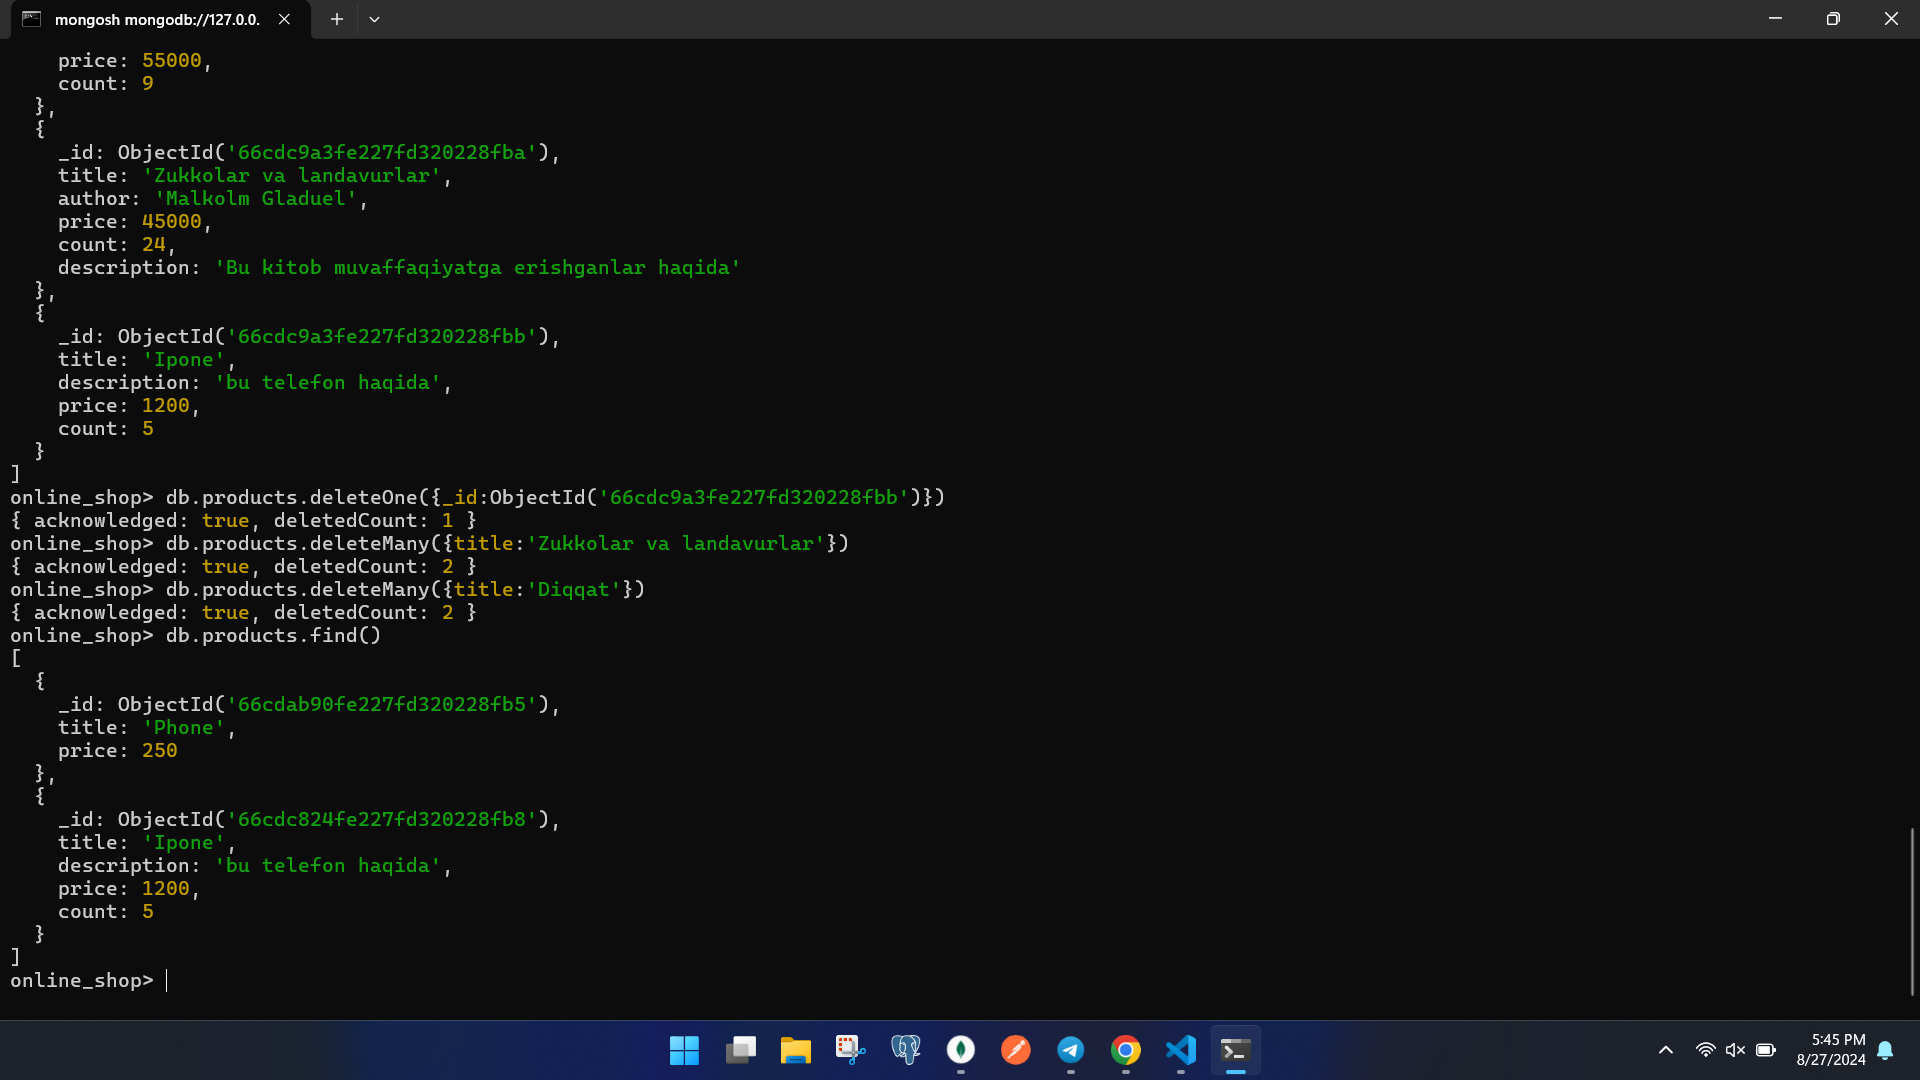 mongosh mongodb://127.0.0.
price: 55000,
count: 9
},
{
_id: ObjectId('66cdc9a3fe227fd320228fba'),
title: 'Zukkolar va landavurlar',
author: 'Malkolm Gladuel',
price: 45000,
count: 24,
description: 'Bu kitob muvaffaqiyatga erishganlar haqida'
},
{
_id: ObjectId('66cdc9a3fe227fd320228fbb'),
title: 'Ipone',
description: 'bu telefon haqida',
price: 1200,
count: 5
}
]
online_shop> db.products.deleteOne({_id:ObjectId('66cdc9a3fe227fd320228fbb')})
{ acknowledged: true, deletedCount: 1 }
online_shop> db.products.deleteMany({title:'Zukkolar va landavurlar'})
{ acknowledged: true, deletedCount: 2 }
online_shop> db.products.deleteMany({title:'Diqqat'})
{ acknowledged: true, deletedCount: 2 }
online_shop> db.products.find()
[
{
_id: ObjectId('66cdab90fe227fd320228fb5'),
title: 'Phone',
price: 250
},
{
_id: ObjectId('66cdc824fe227fd320228fb8'),
title: 'Ipone',
description: 'bu telefon haqida',
price: 1200,
count: 5
}
]
online_shop>
5:45 PM
8/27/2024